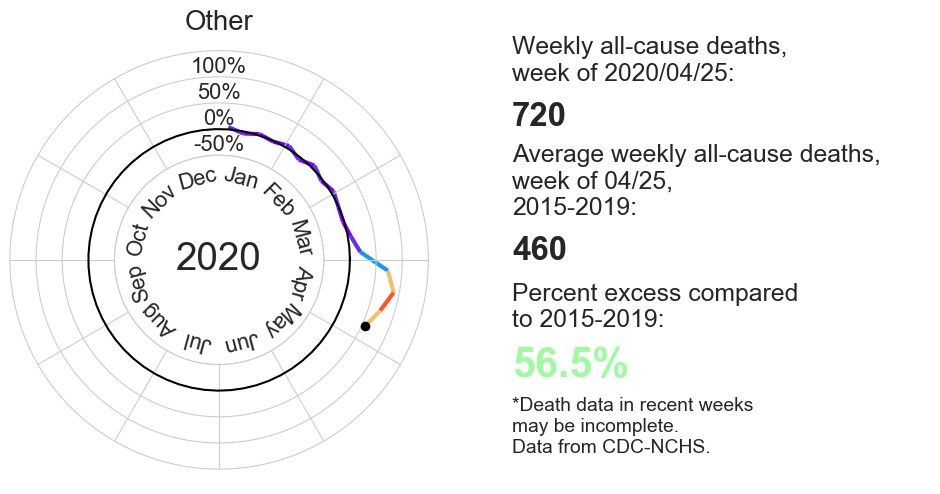 Other
100%
50%
0%
-50%
Jan
Feb
Mar
Apr
May
Jun
Jul
Aug
Sep
Oct
Nov
Dec
2020
Weekly all-cause deaths,
week of 2020/04/25:
720
Average weekly all-cause deaths,
week of 04/25,
2015-2019:
460
Percent excess compared
to 2015-2019:
56.5%
*Death data in recent weeks
may be incomplete.
Data from CDC-NCHS.